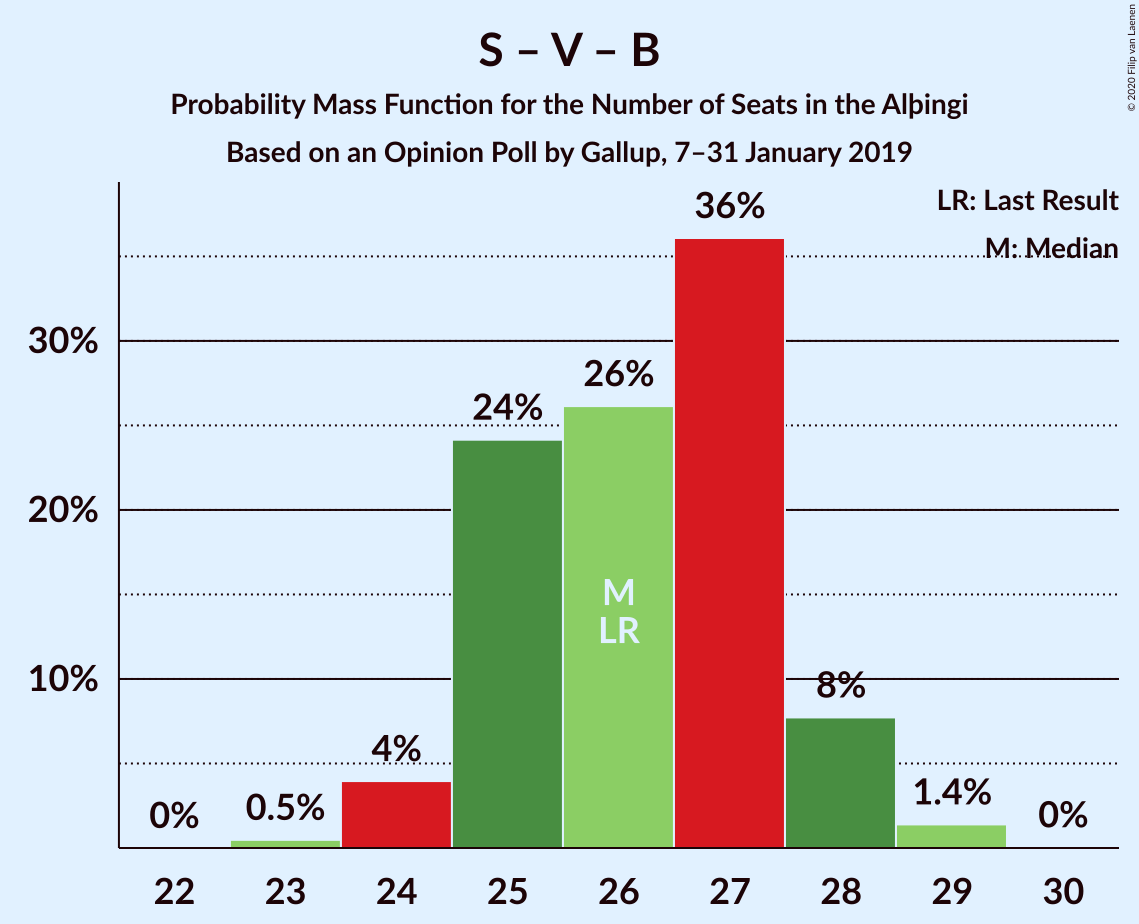 S – V – B
Probability Mass Function for the Number of Seats in the Alþingi
Based on an Opinion Poll by Gallup, 7–31 January 2019
© 2020 Filip van Laenen
LR: Last Result
M: Median
36%
30%
26%
24%
20%
M
LR
10%
8%
4%
1.4%
0.5%
0%
0%
22 23 24 25 26 27 28 29 30